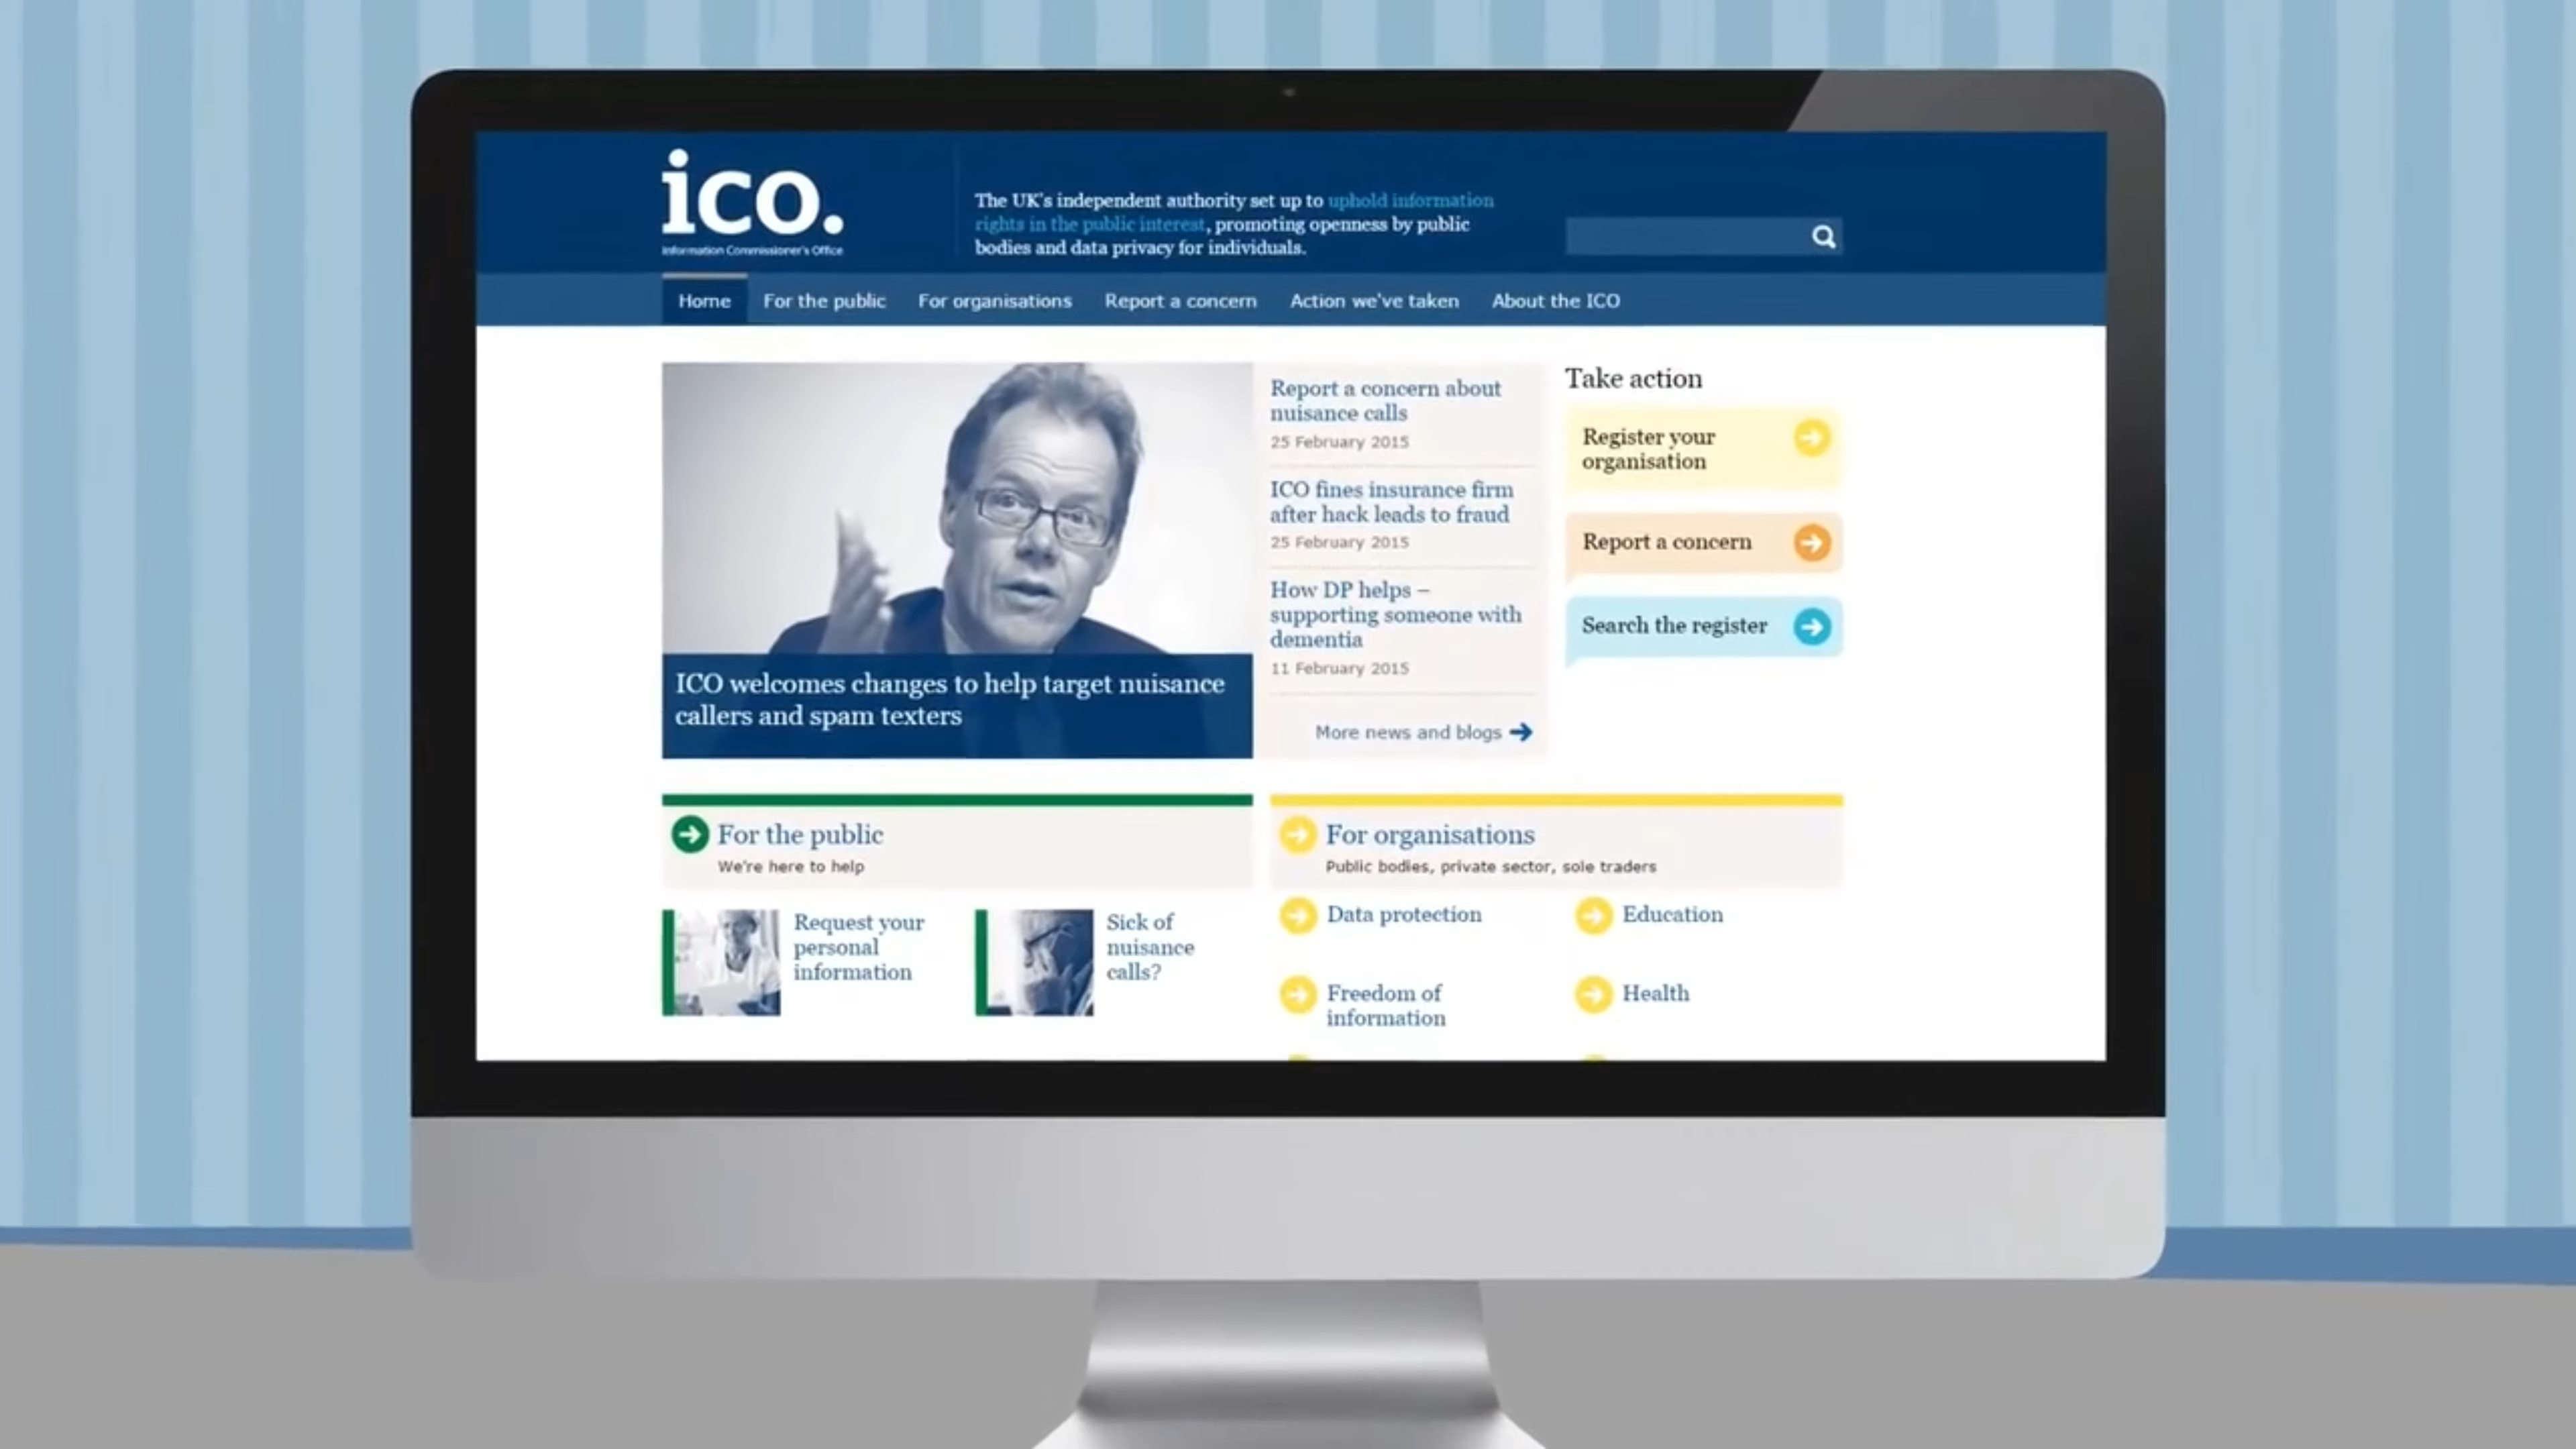 ico.
Information Commissioner's Office
The UK's independent authority set up to uphold information
rights in the public interest, promoting openness by public
bodies and data privacy for individuals.
Home
For the public
For organisations
Report a concern
Action we've taken
About the ICO
ICO welcomes changes to help target nuisance
callers and spam texters
Report a concern about
nuisance calls
25 February 2015
ICO fines insurance firm
after hack leads to fraud
25 February 2015
How DP helps –
supporting someone with
dementia
11 February 2015
More news and blogs
Take action
Register your
organisation
Report a concern
Search the register
For the public
We're here to help
Request your
personal
information
Sick of
nuisance
calls?
For organisations
Public bodies, private sector, sole traders
Data protection
Education
Freedom of
information
Health